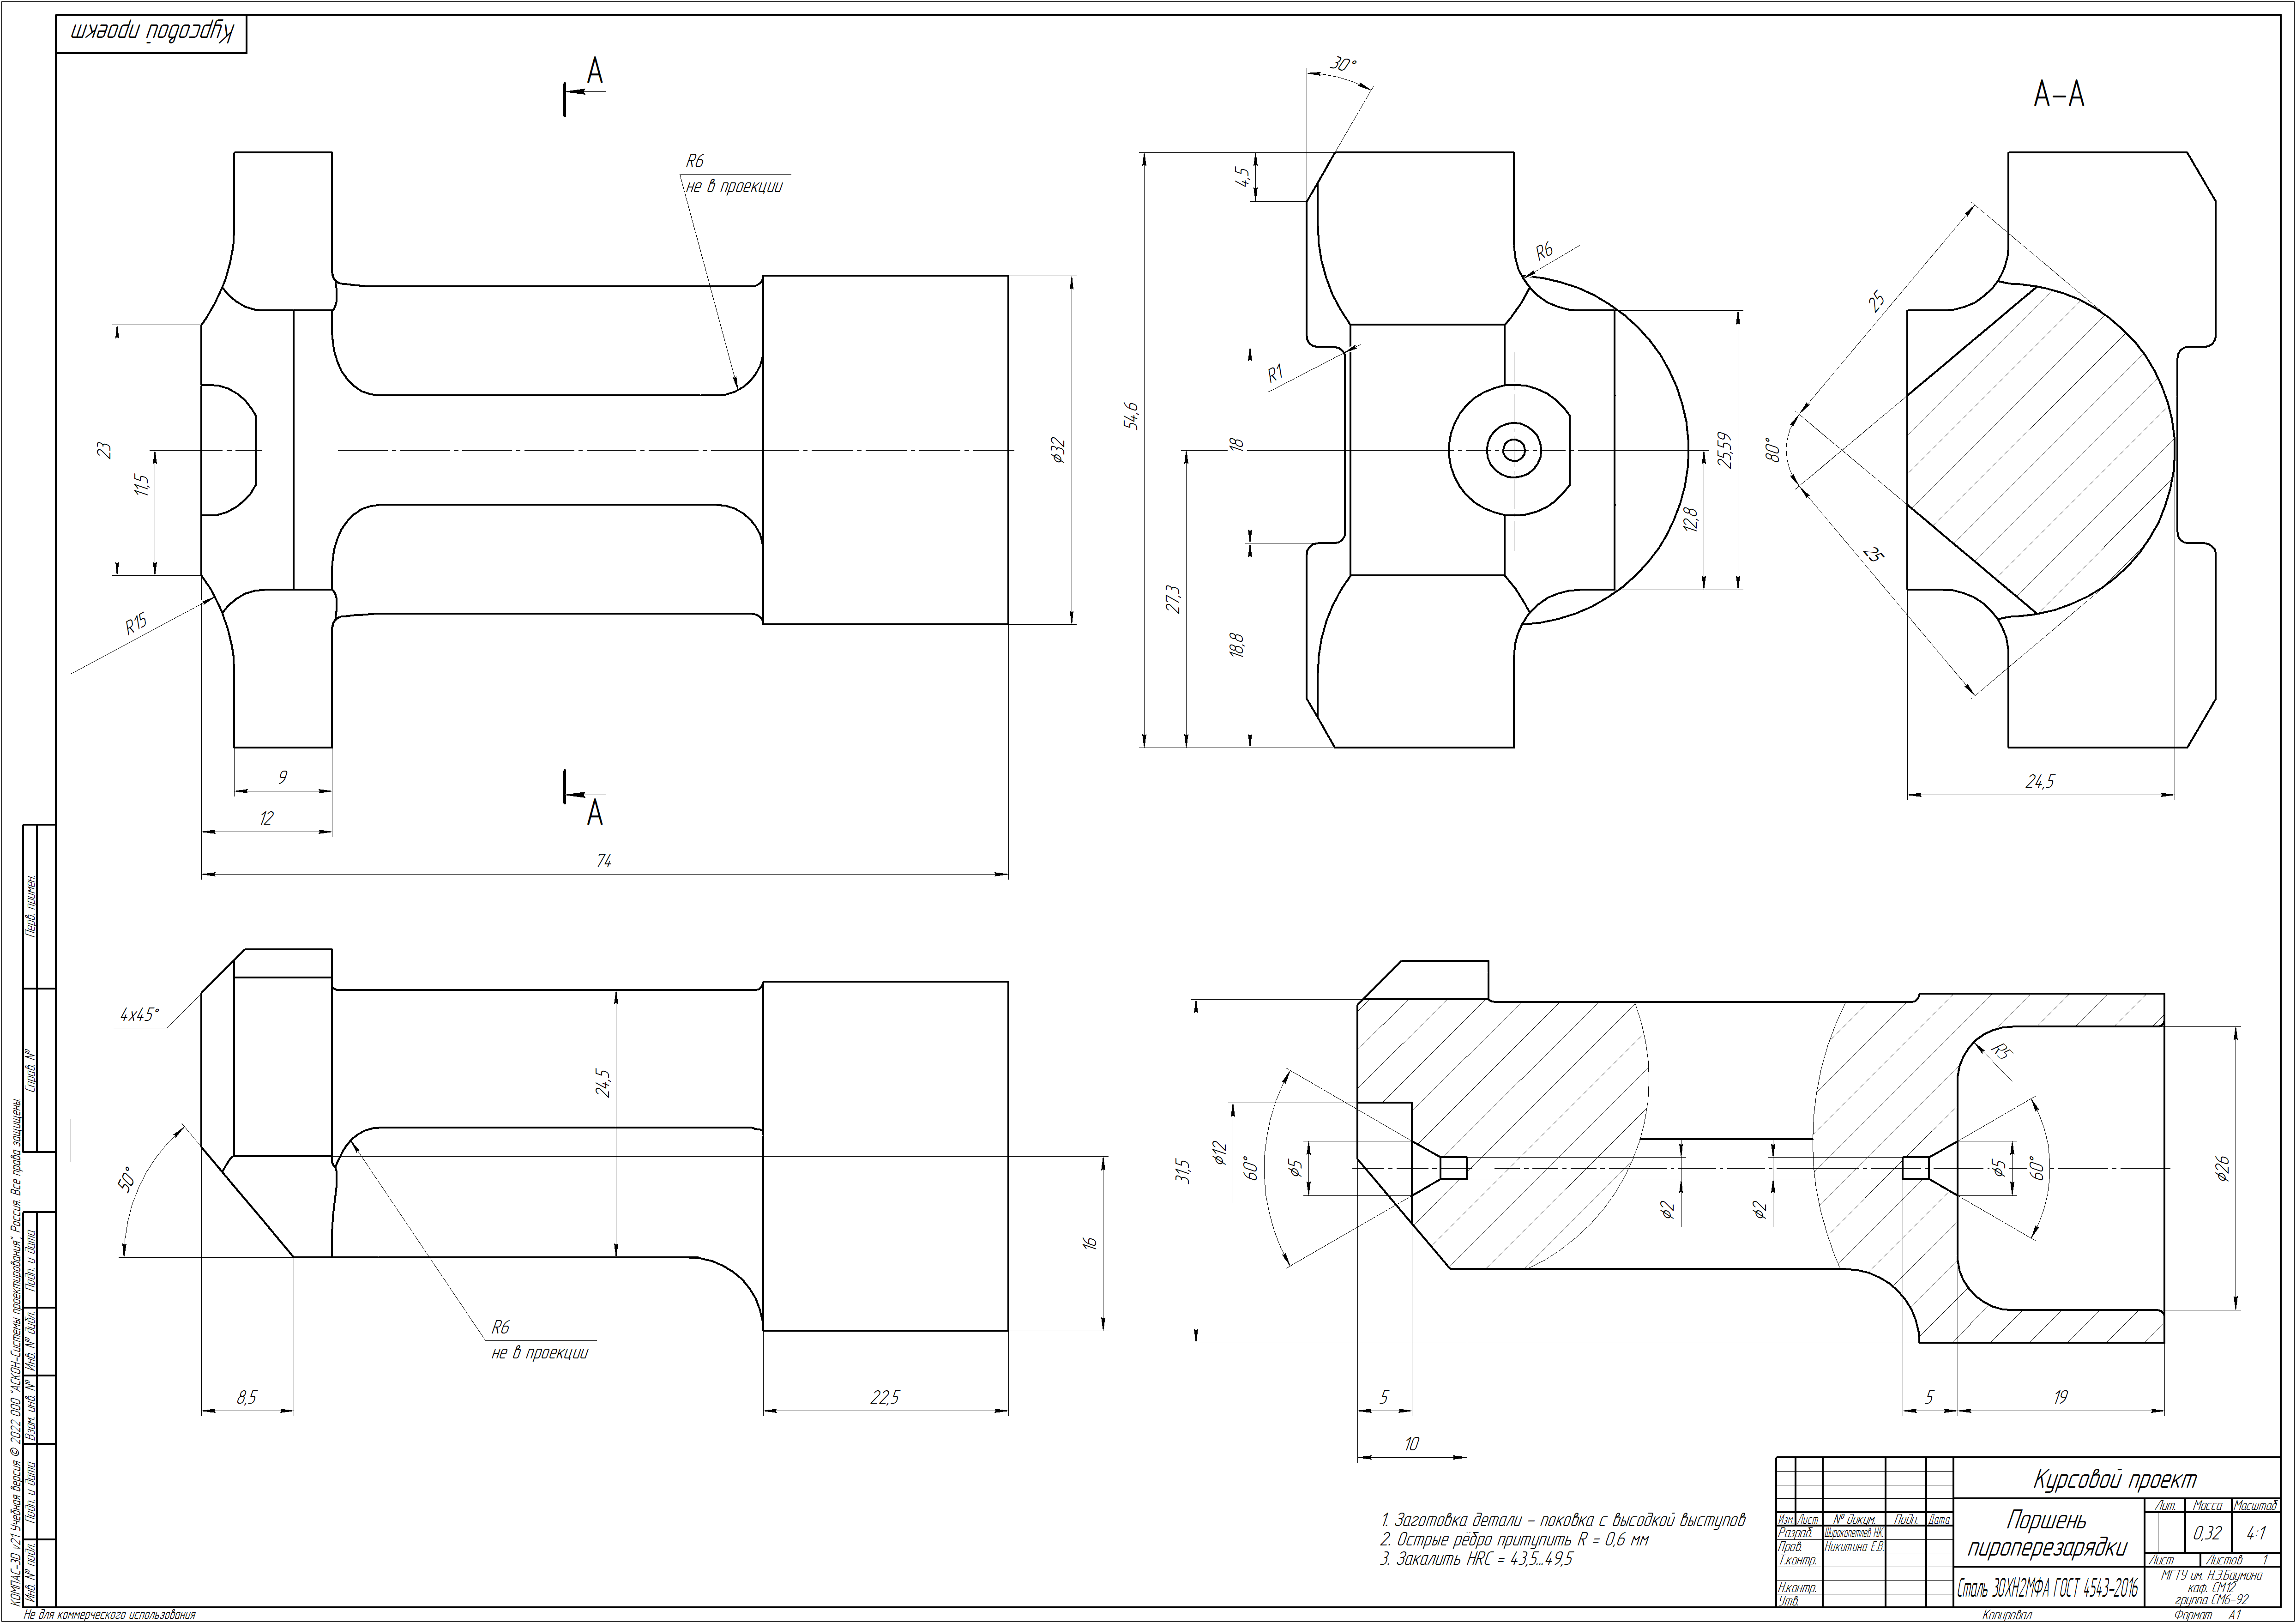 Курсовой проект
А
А
А-А
R6
не в проекции
23
11,5
R15
9
12
74
⌀32
30°
4,5
R6
R1
54,6
18
27,3
18,8
25,59
12,8
25
80°
25
24,5
4х45°
50°
24,5
R6
не в проекции
16
8,5
22,5
31,5
⌀12
60°
⌀5
⌀2
⌀2
⌀5
60°
R5
⌀26
5
10
5
19
1. Заготовка детали – поковка с высадкой выступов
2. Острые рёбра притупить R = 0,6 мм
3. Закалить HRC = 43,5...49,5
Курсовой проект
Поршень
пироперезарядки
Лит. Масса Масштаб
0,32 4:1
Лист Листов 1
Изм. Лист № докум. Подп. Дата
Разраб. Широкопетлев Н.К.
Пров. Никитина Е.В.
Т.контр.
Н.контр.
Утв.
Сталь 30ХН2МФА ГОСТ 4543-2016
МГТУ им. Н.Э.Баумана
каф. СМ12
группа СМ6-92
Копировал
Формат А1
Перв. примен.
Справ. №
Подп. и дата
Инв. № дубл.
Взам. инв. №
Подп. и дата
Инв. № подл.
КОМПАС-3D v21 Учебная версия © 2022 ООО "АСКОН-Системы проектирования", Россия. Все права защищены.
Не для коммерческого использования